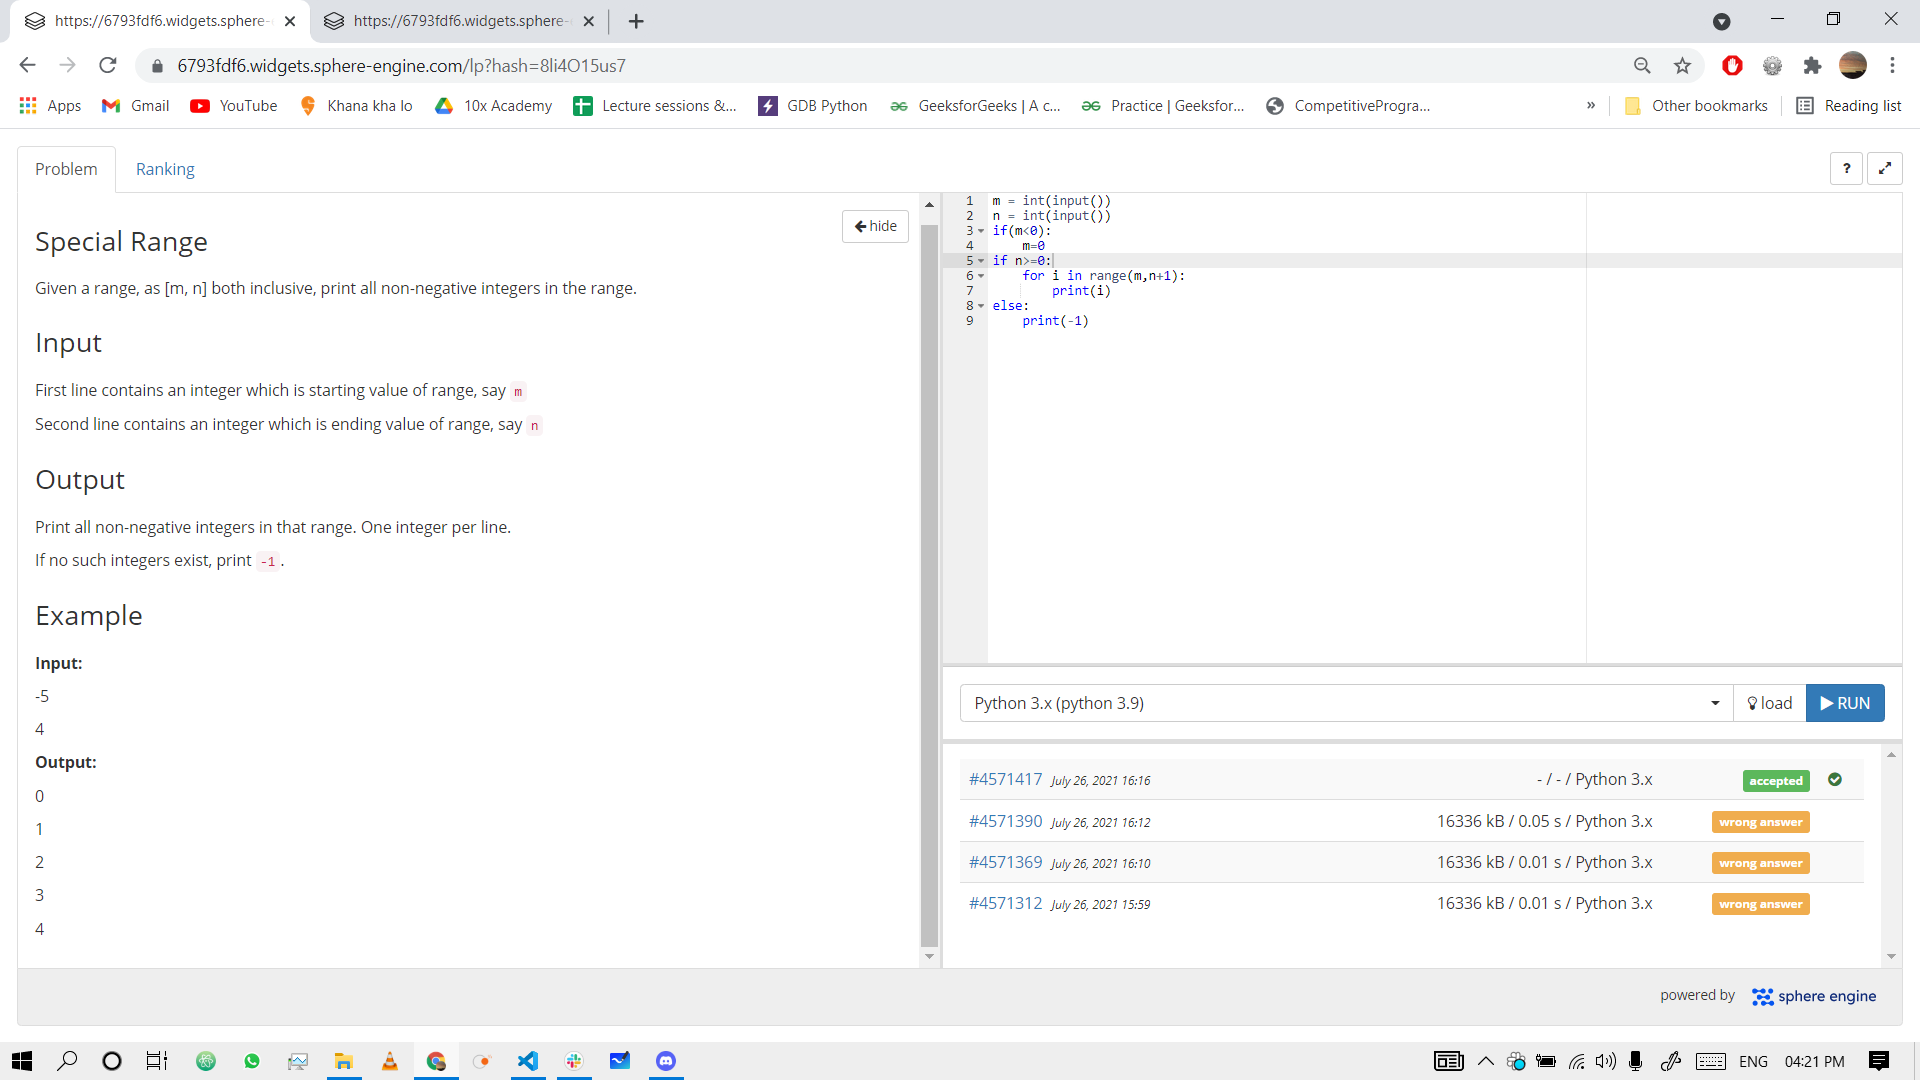 https://6793fdf6.widgets.sphere-
https://6793fdf6.widgets.sphere-
6793fdf6.widgets.sphere-engine.com/lp?hash=8li4O15us7
Apps Gmail YouTube Khana kha lo 10x Academy Lecture sessions &... GDB Python GeeksforGeeks | A c... Practice | Geeksfor... CompetitiveProgra... » Other bookmarks Reading list
Problem Ranking ?
hide
Special Range
Given a range, as [m, n] both inclusive, print all non-negative integers in the range.
Input
First line contains an integer which is starting value of range, say m
Second line contains an integer which is ending value of range, say n
Output
Print all non-negative integers in that range. One integer per line.
If no such integers exist, print -1 .
Example
Input:
-5
4
Output:
0
1
2
3
4
1 m = int(input())
2 n = int(input())
3 if(m<0):
4 m=0
5 if n>=0:
6 for i in range(m,n+1):
7 print(i)
8 else:
9 print(-1)
Python 3.x (python 3.9) load RUN
#4571417 July 26, 2021 16:16 - / - / Python 3.x accepted
#4571390 July 26, 2021 16:12 16336 kB / 0.05 s / Python 3.x wrong answer
#4571369 July 26, 2021 16:10 16336 kB / 0.01 s / Python 3.x wrong answer
#4571312 July 26, 2021 15:59 16336 kB / 0.01 s / Python 3.x wrong answer
powered by sphere engine
ENG 04:21 PM